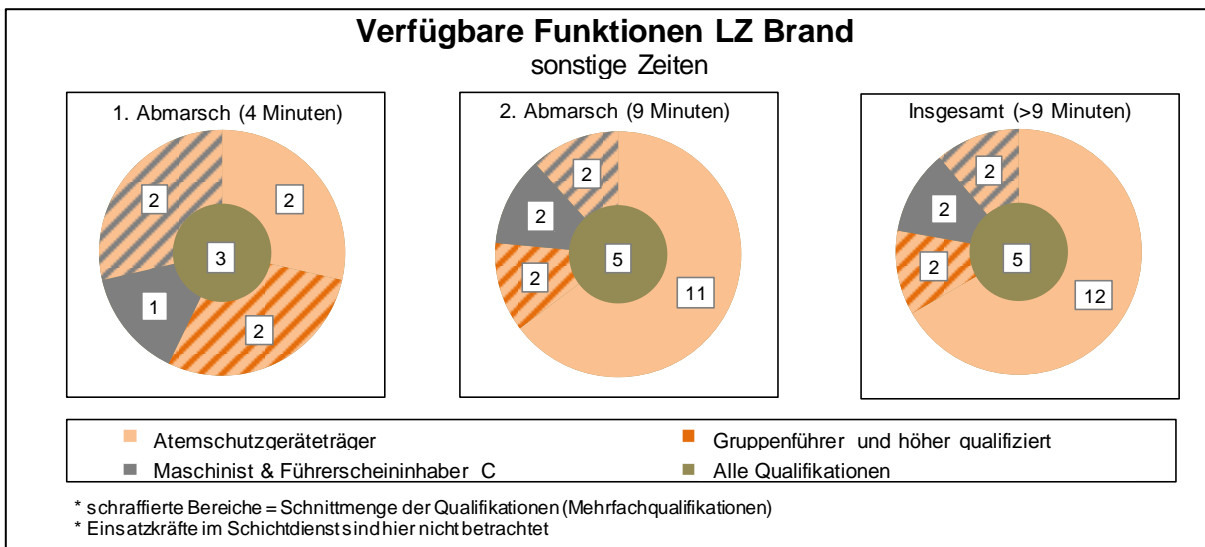 Verfügbare Funktionen LZ Brand
sonstige Zeiten
1. Abmarsch (4 Minuten)
2
2
3
1
2
2. Abmarsch (9 Minuten)
2
2
5
2
11
Insgesamt (>9 Minuten)
2
2
5
2
12
Atemschutzgeräteträger
Gruppenführer und höher qualifiziert
Maschinist & Führerscheininhaber C
Alle Qualifikationen
* schraffierte Bereiche = Schnittmenge der Qualifikationen (Mehrfachqualifikationen)
* Einsatzkräfte im Schichtdienst sind hier nicht betrachtet